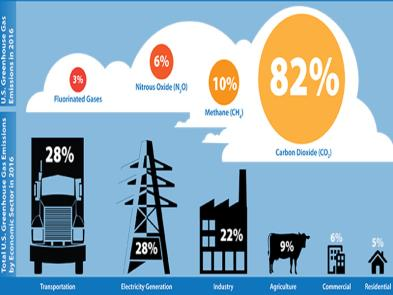 U.S. Greenhouse Gas
Emissions in 2016
3%
Fluorinated Gases
6%
Nitrous Oxide (N₂O)
10%
Methane (CH₄)
82%
Carbon Dioxide (CO₂)
Total U.S. Greenhouse Gas Emissions
by Economic Sector in 2016
28%
Transportation
28%
Electricity Generation
22%
Industry
9%
Agriculture
6%
Commercial
5%
Residential